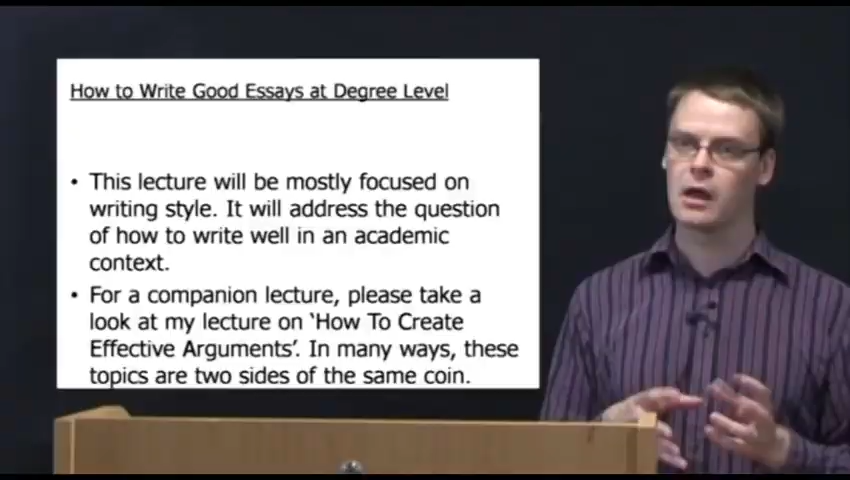 How to Write Good Essays at Degree Level
• This lecture will be mostly focused on
writing style. It will address the question
of how to write well in an academic
context.
• For a companion lecture, please take a
look at my lecture on ‘How To Create
Effective Arguments’. In many ways, these
topics are two sides of the same coin.